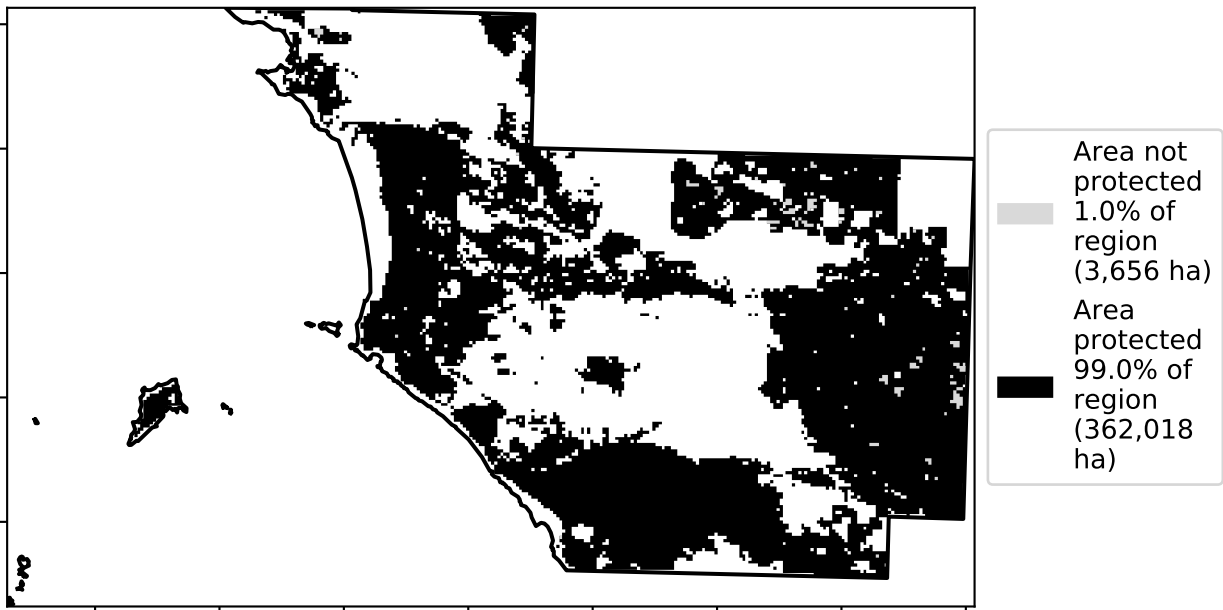 Area not
protected
1.0% of
region
(3,656 ha)
Area
protected
99.0% of
region
(362,018
ha)